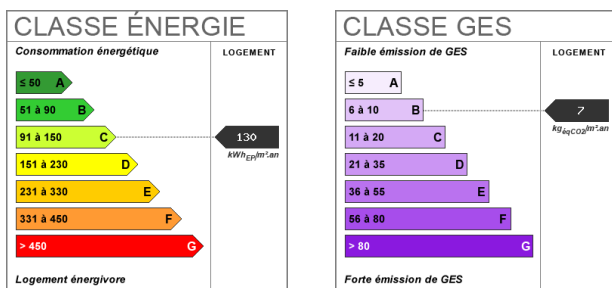 CLASSE ÉNERGIE
Consommation énergétique
LOGEMENT
≤ 50 A
51 à 90 B
91 à 150 C
130
kWhEP/m².an
151 à 230 D
231 à 330 E
331 à 450 F
> 450 G
Logement énergivore
CLASSE GES
Faible émission de GES
LOGEMENT
≤ 5 A
6 à 10 B
7
kgéqCO2/m².an
11 à 20 C
21 à 35 D
36 à 55 E
56 à 80 F
> 80 G
Forte émission de GES